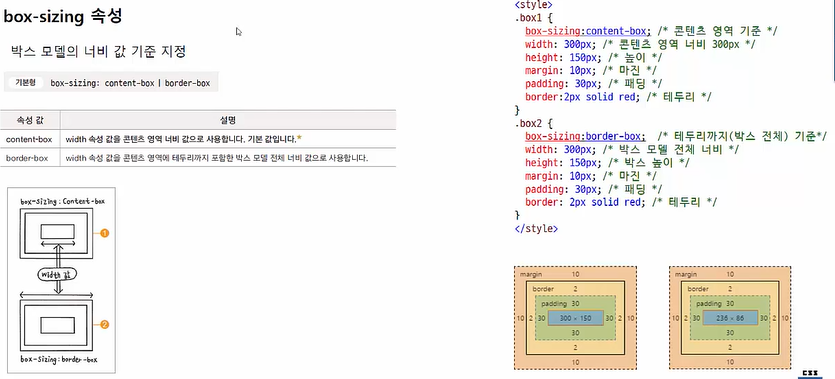 box-sizing 속성
박스 모델의 너비 값 기준 지정
기본형 box-sizing: content-box | border-box
속성 값 설명
content-box width 속성 값을 콘텐츠 영역 너비 값으로 사용합니다. 기본 값입니다.*
border-box width 속성 값을 콘텐츠 영역에 테두리까지 포함한 박스 모델 전체 너비 값으로 사용합니다.
box-sizing: Content-box
1
width 값
2
box-sizing: border-box
<style>
.box1 {
box-sizing:content-box; /* 콘텐츠 영역 기준 */
width: 300px; /* 콘텐츠 영역 너비 300px */
height: 150px; /* 높이 */
margin: 10px; /* 마진 */
padding: 30px; /* 패딩 */
border:2px solid red; /* 테두리 */
}
.box2 {
box-sizing:border-box; /* 테두리까지(박스 전체) 기준*/
width: 300px; /* 박스 모델 전체 너비 */
height: 150px; /* 박스 높이 */
margin: 10px; /* 마진 */
padding: 30px; /* 패딩 */
border: 2px solid red; /* 테두리 */
}
</style>
margin 10
border 2
padding 30
10 2 30 300 × 150 30 2 10
30
2
10
margin 10
border 2
padding 30
10 2 30 236 × 86 30 2 10
30
2
10
CSS